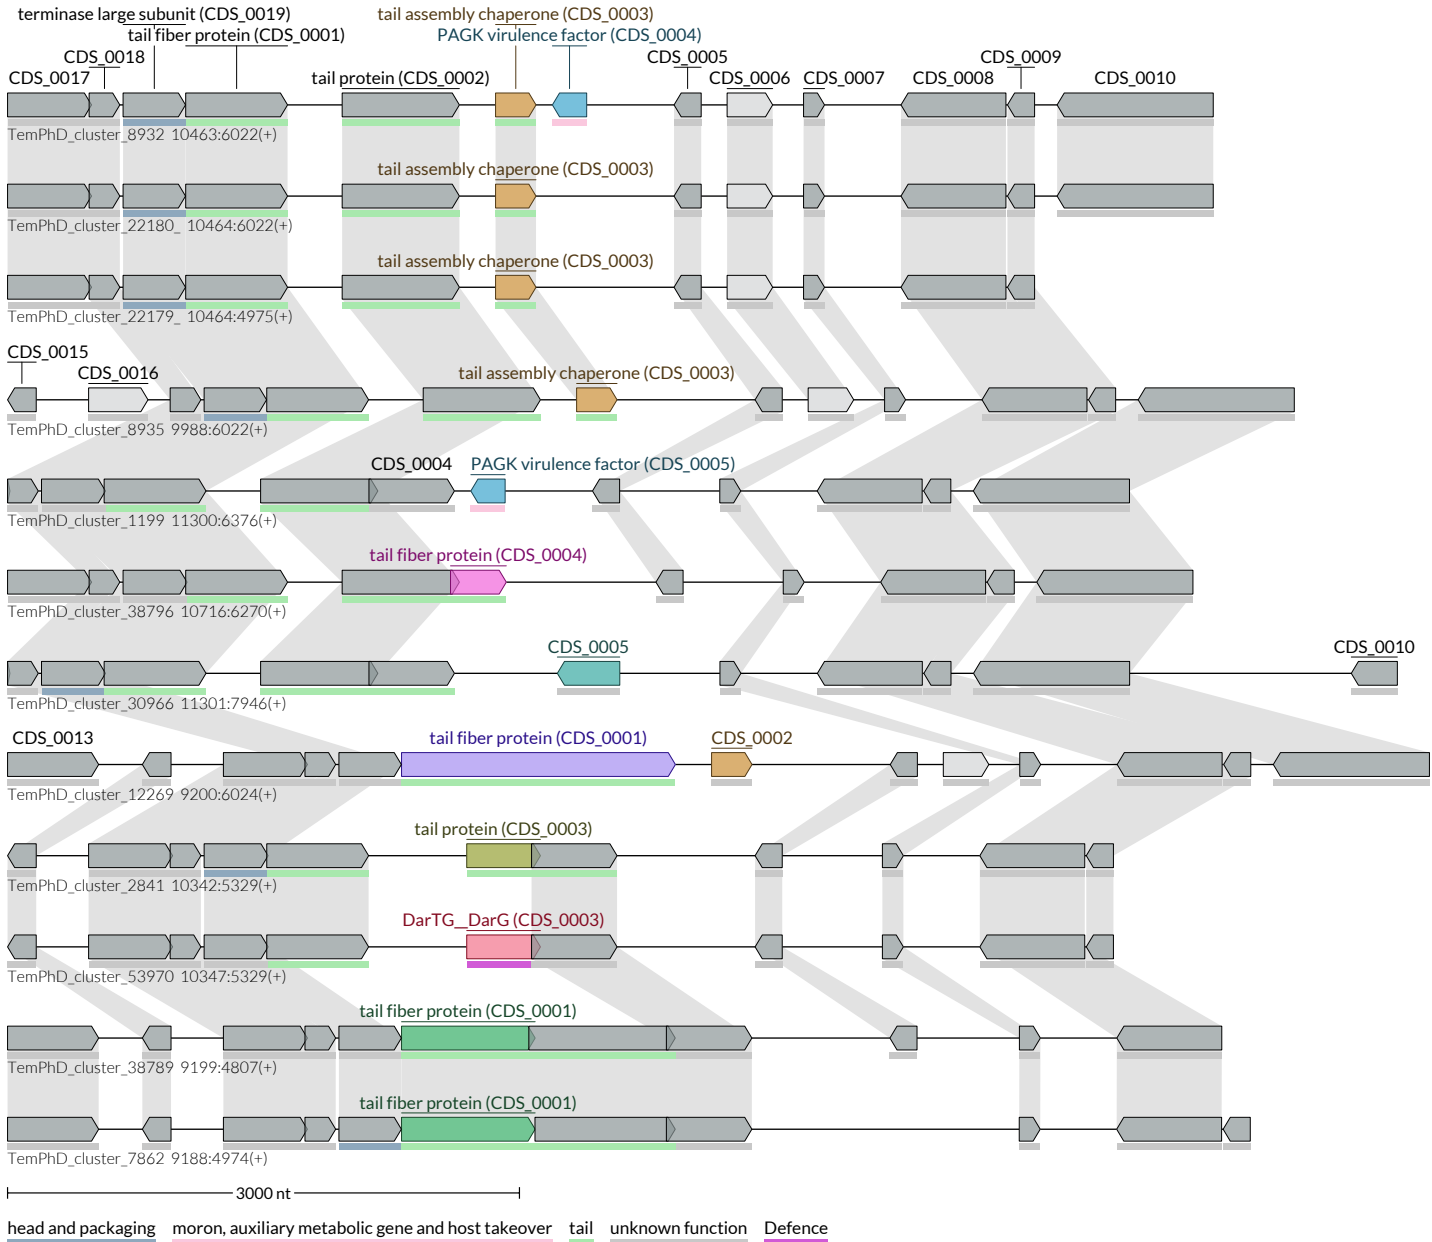 terminase large subunit (CDS_0019) tail assembly chaperone (CDS_0003)
tail fiber protein (CDS_0001) PAGK virulence factor (CDS_0004)
CDS_0018 CDS_0005 CDS_0009
CDS_0017 tail protein (CDS_0002) CDS_0006 CDS_0007 CDS_0008 CDS_0010
TemPhD_cluster_8932 10463:6022(+)
tail assembly chaperone (CDS_0003)
TemPhD_cluster_22180_ 10464:6022(+)
tail assembly chaperone (CDS_0003)
TemPhD_cluster_22179_ 10464:4975(+)
CDS_0015
CDS_0016 tail assembly chaperone (CDS_0003)
TemPhD_cluster_8935 9988:6022(+)
CDS_0004 PAGK virulence factor (CDS_0005)
TemPhD_cluster_1199 11300:6376(+)
tail fiber protein (CDS_0004)
TemPhD_cluster_38796 10716:6270(+)
CDS_0005 CDS_0010
TemPhD_cluster_30966 11301:7946(+)
CDS_0013 tail fiber protein (CDS_0001) CDS_0002
TemPhD_cluster_12269 9200:6024(+)
tail protein (CDS_0003)
TemPhD_cluster_2841 10342:5329(+)
DarTG__DarG (CDS_0003)
TemPhD_cluster_53970 10347:5329(+)
tail fiber protein (CDS_0001)
TemPhD_cluster_38789 9199:4807(+)
tail fiber protein (CDS_0001)
TemPhD_cluster_7862 9188:4974(+)
3000 nt
head and packaging moron, auxiliary metabolic gene and host takeover tail unknown function Defence